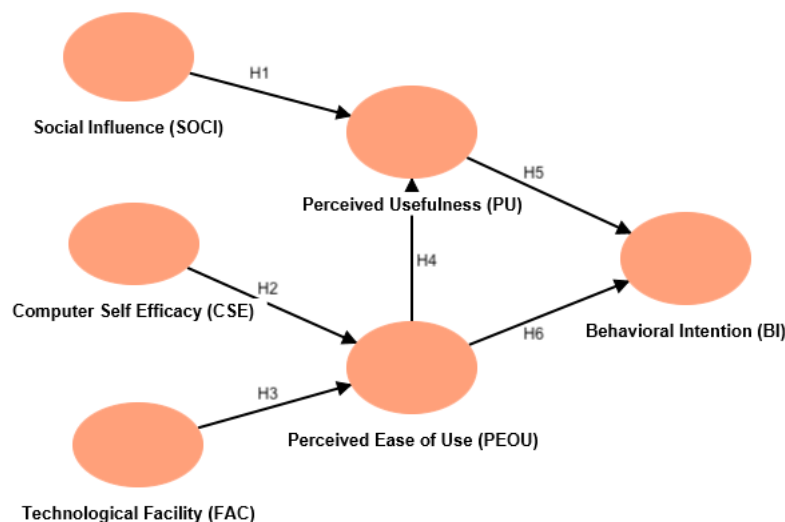 H1
Social Influence (SOCI)
H5
Perceived Usefulness (PU)
H4
H2
Computer Self Efficacy (CSE)
H6
Behavioral Intention (BI)
H3
Perceived Ease of Use (PEOU)
Technological Facility (FAC)